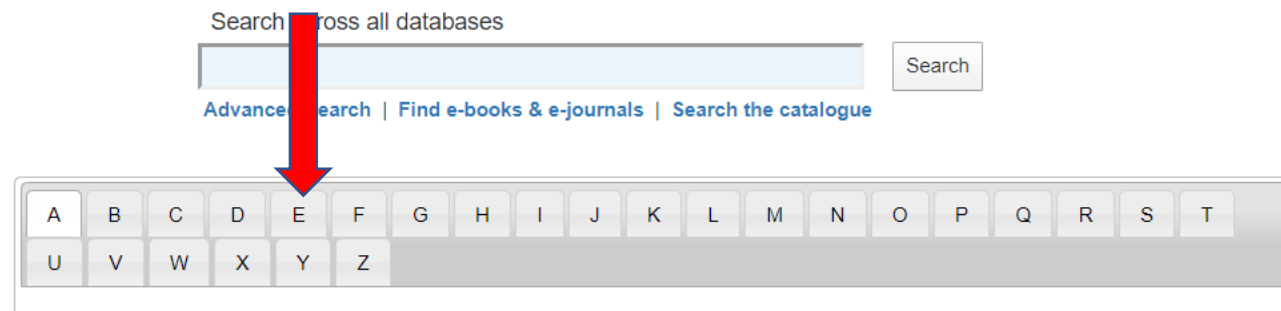 Search all databases
Search
| Find e-books & e-journals | Search the catalogue
A B C D E F G H I J K L M N O P Q R S T
U V W X Y Z